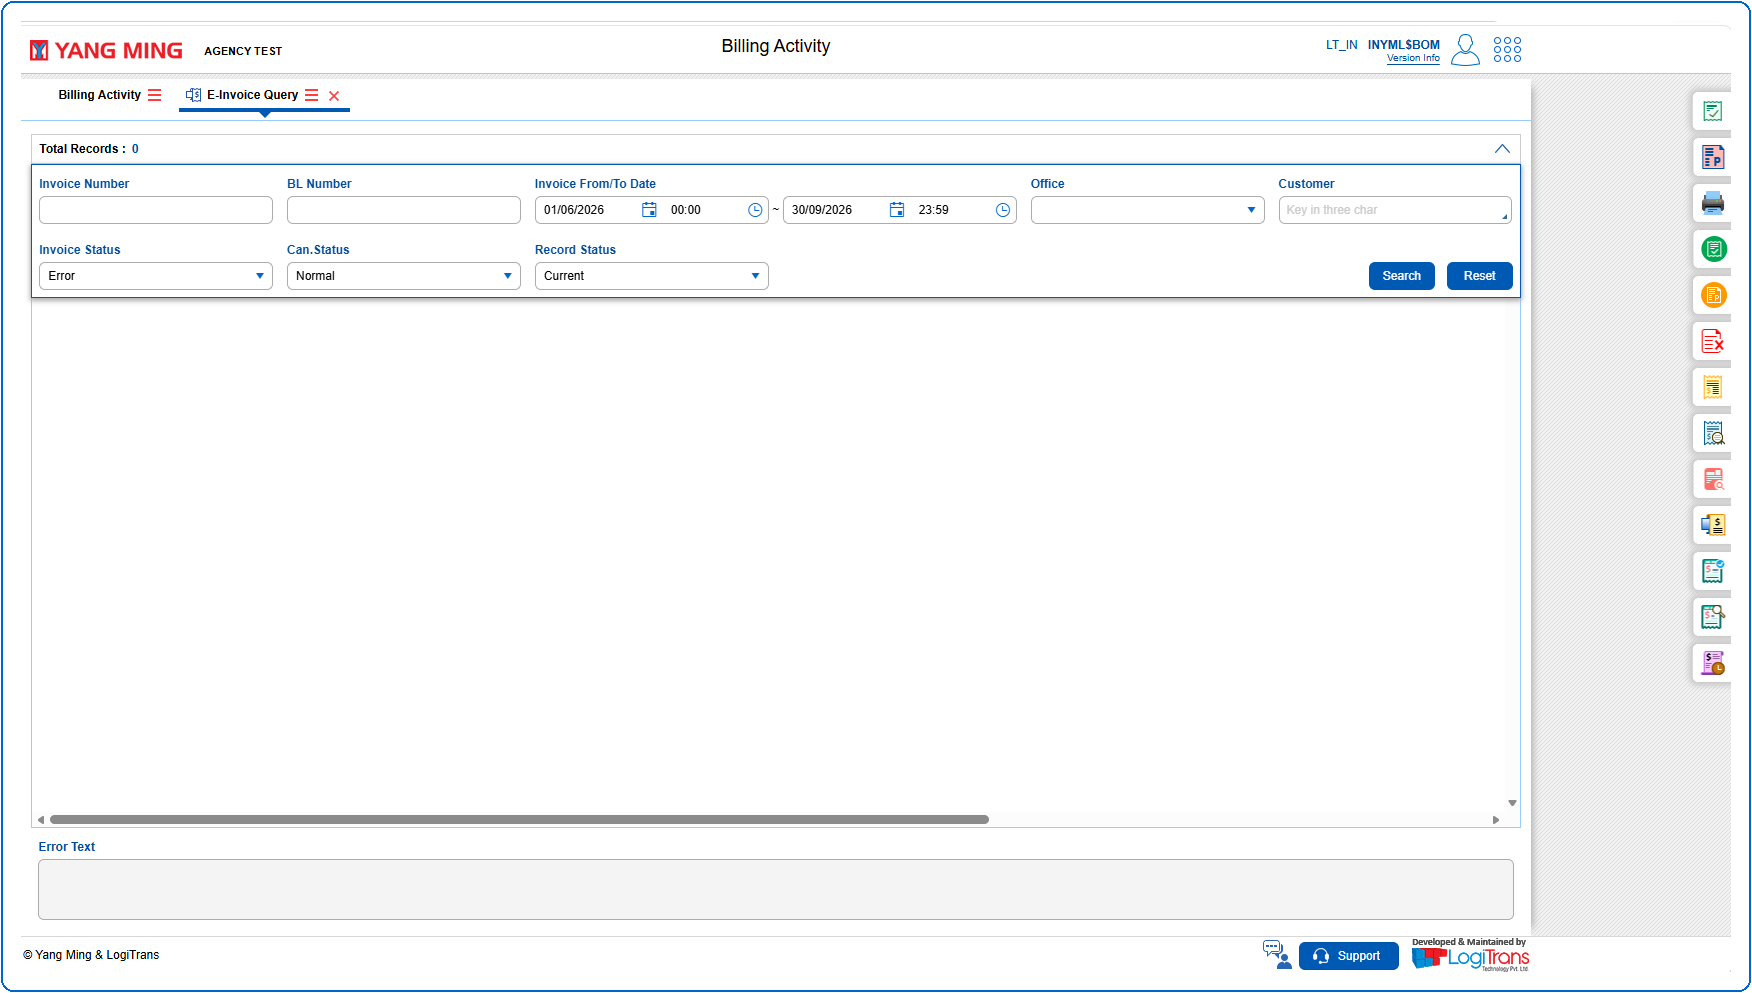 YANG MING AGENCY TEST Billing Activity LT_IN INYML$BOM
Version Info
Billing Activity E-Invoice Query
Total Records : 0
Invoice Number BL Number Invoice From/To Date Office Customer
01/06/2026 00:00 ~ 30/09/2026 23:59 Key in three char
Invoice Status Can.Status Record Status
Error Normal Current Search Reset
Error Text
© Yang Ming & LogiTrans Support
Developed & Maintained by
LogiTrans
Technology Pvt. Ltd.